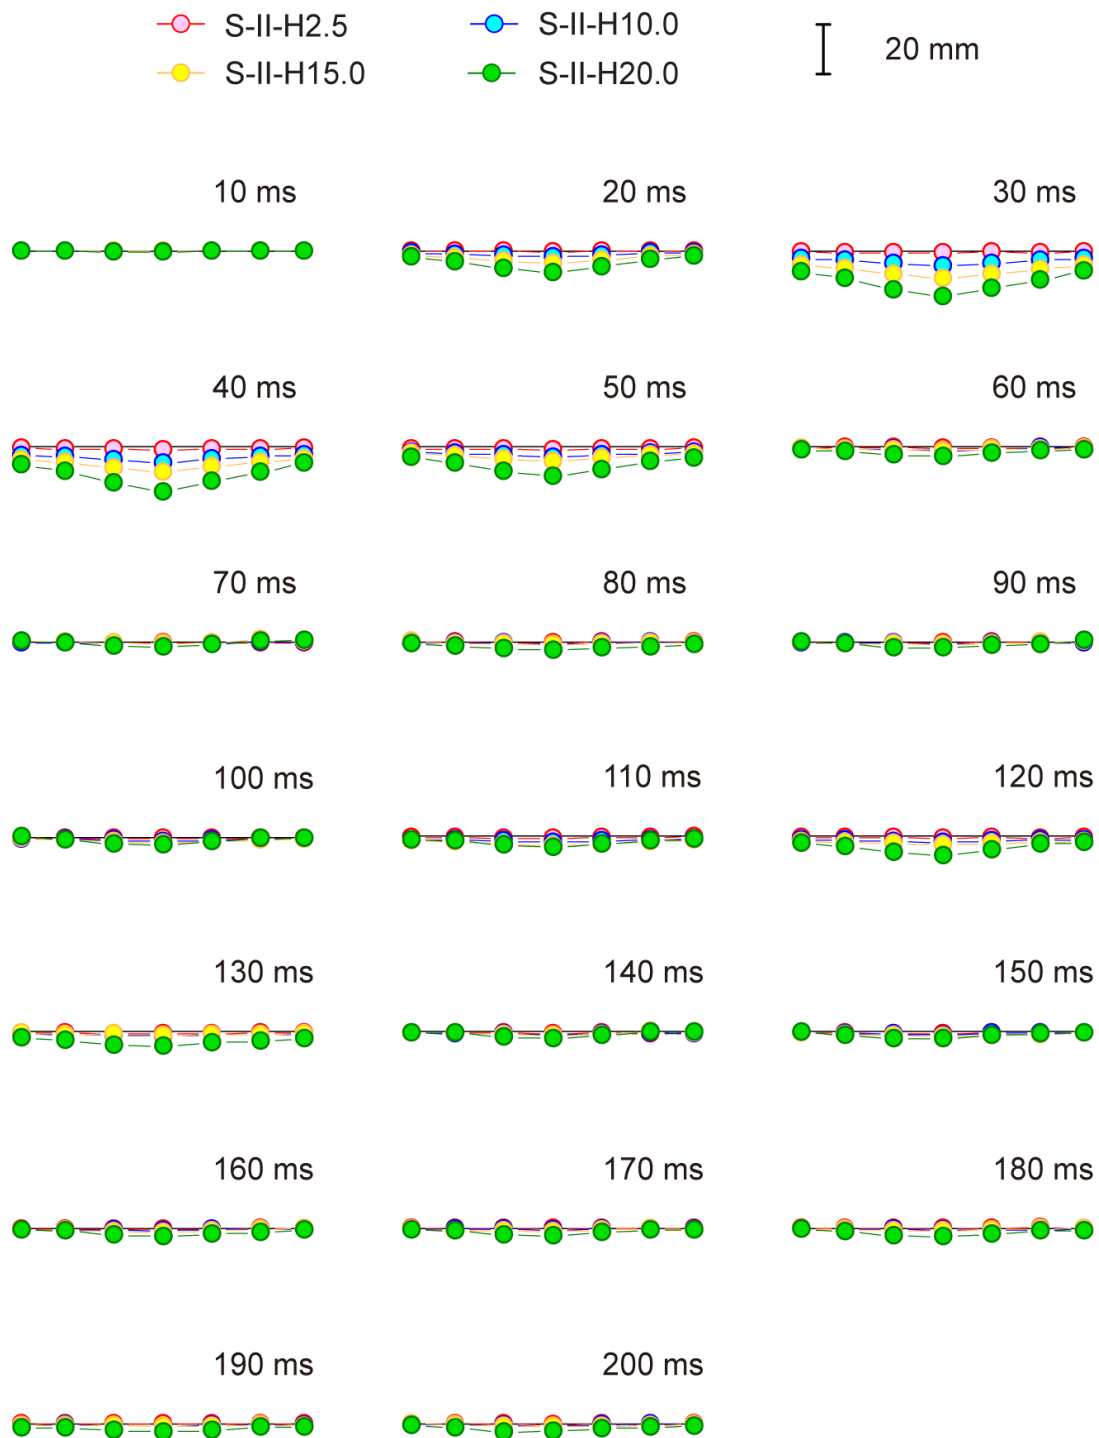 S-II-H2.5 S-II-H10.0
S-II-H15.0 S-II-H20.0
20 mm
10 ms 20 ms 30 ms
40 ms 50 ms 60 ms
70 ms 80 ms 90 ms
100 ms 110 ms 120 ms
130 ms 140 ms 150 ms
160 ms 170 ms 180 ms
190 ms 200 ms